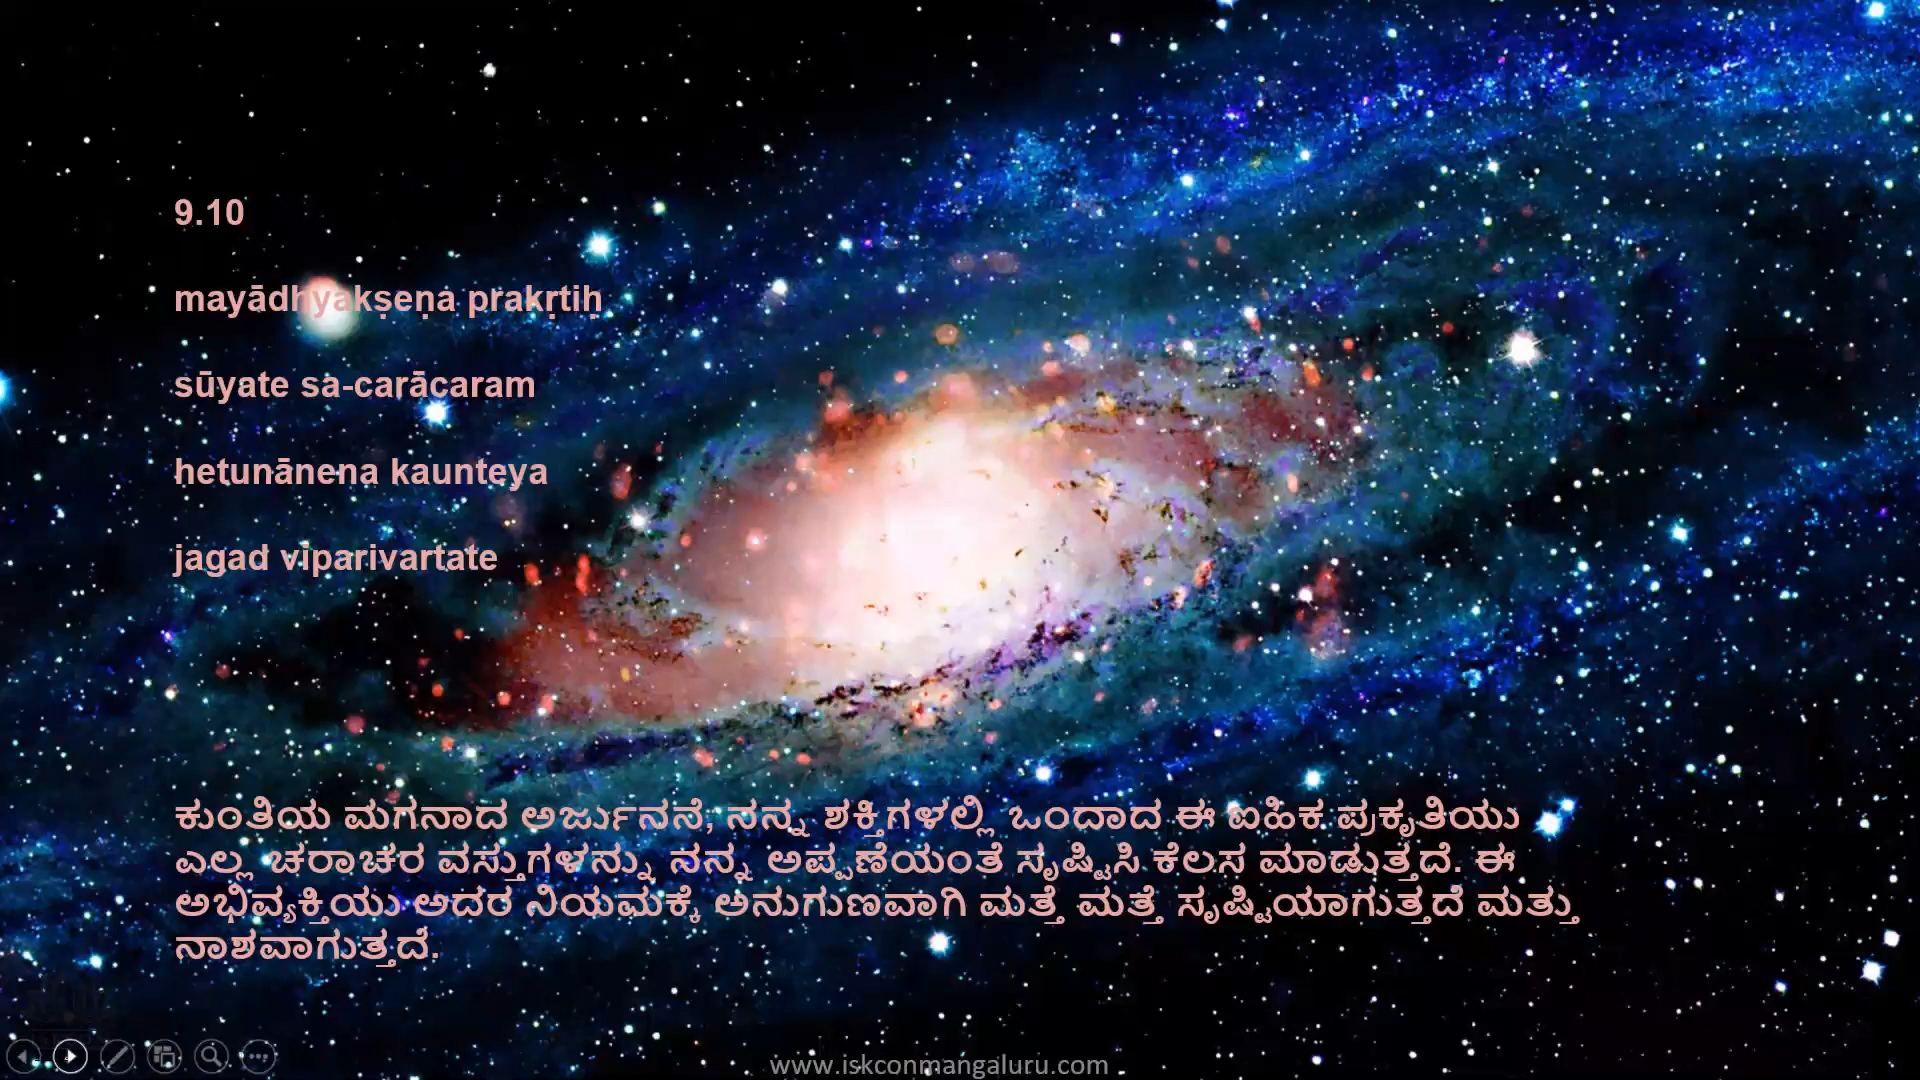 9.10
mayādhyakṣeṇa prakṛtiḥ
sūyate sa-carācaram
hetunānena kaunteya
jagad viparivartate
ಕುಂತಿಯ ಮಗನಾದ ಅರ್ಜುನನೆ, ನನ್ನ ಶಕ್ತಿಗಳಲ್ಲಿ ಒಂದಾದ ಈ ಐಹಿಕ ಪ್ರಕೃತಿಯು
ಎಲ್ಲ ಚರಾಚರ ವಸ್ತುಗಳನ್ನು ನನ್ನ ಅಪ್ಪಣೆಯಂತೆ ಸೃಷ್ಟಿಸಿ ಕೆಲಸ ಮಾಡುತ್ತದೆ. ಈ
ಅಭಿವ್ಯಕ್ತಿಯು ಅದರ ನಿಯಮಕ್ಕೆ ಅನುಗುಣವಾಗಿ ಮತ್ತೆ ಮತ್ತೆ ಸೃಷ್ಟಿಯಾಗುತ್ತದೆ ಮತ್ತು
ನಾಶವಾಗುತ್ತದೆ.
www.iskconmangaluru.com